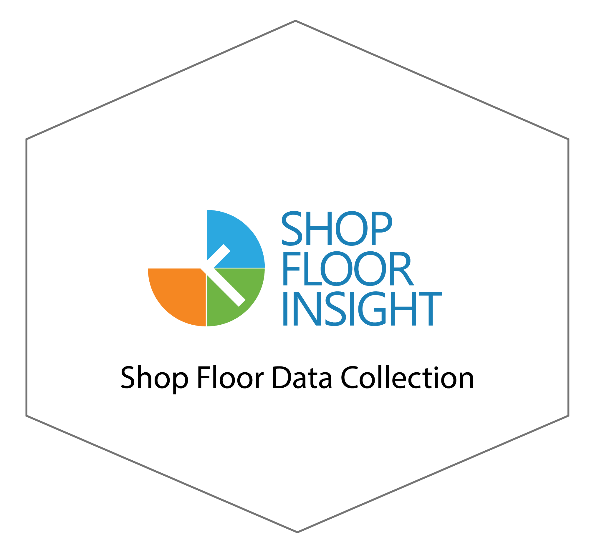 SHOP
FLOOR
INSIGHT
Shop Floor Data Collection